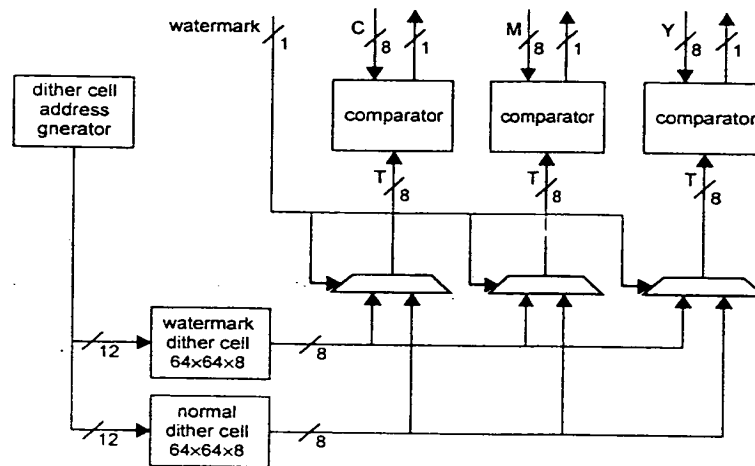 watermark
1
C
8
1
M
8
1
Y
8
1
dither cell
address
gnerator
comparator
comparator
comparator
T
8
T
8
T
8
12
watermark
dither cell
64×64×8
8
12
normal
dither cell
64×64×8
8